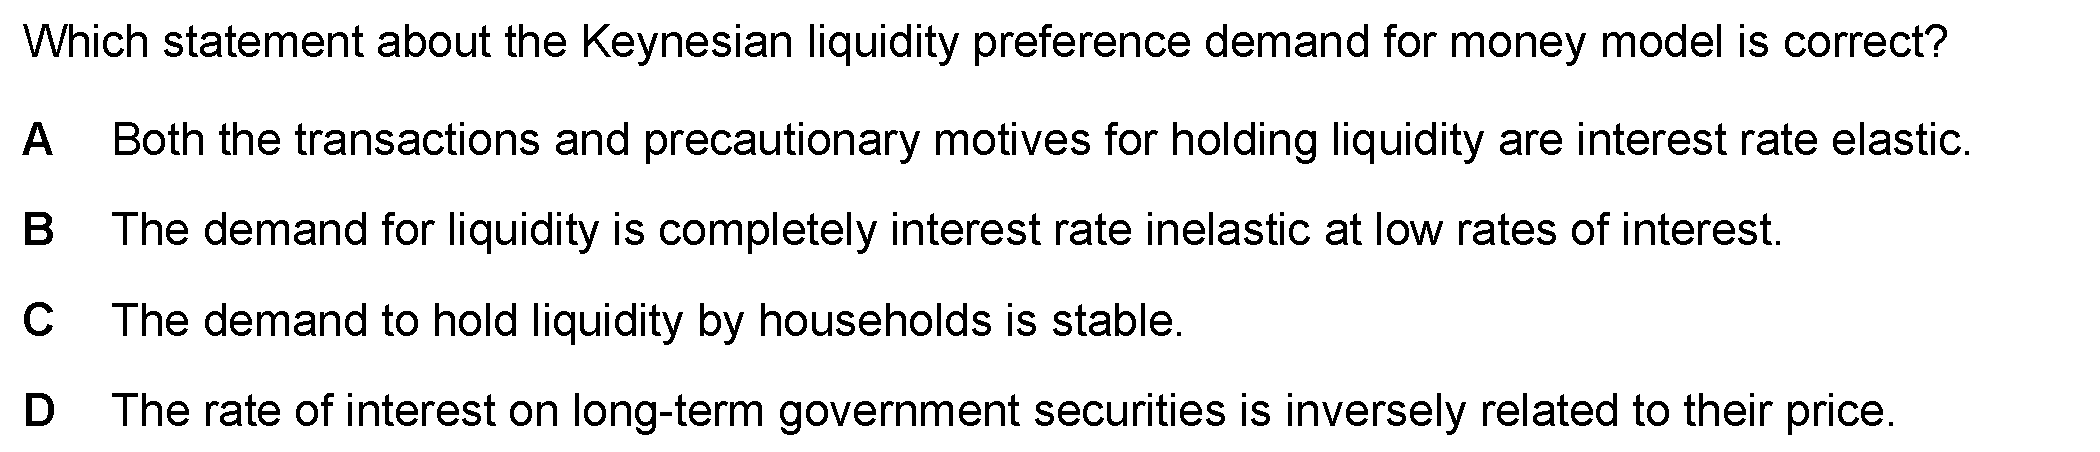 Which statement about the Keynesian liquidity preference demand for money model is correct?
A Both the transactions and precautionary motives for holding liquidity are interest rate elastic.
B The demand for liquidity is completely interest rate inelastic at low rates of interest.
C The demand to hold liquidity by households is stable.
D The rate of interest on long-term government securities is inversely related to their price.